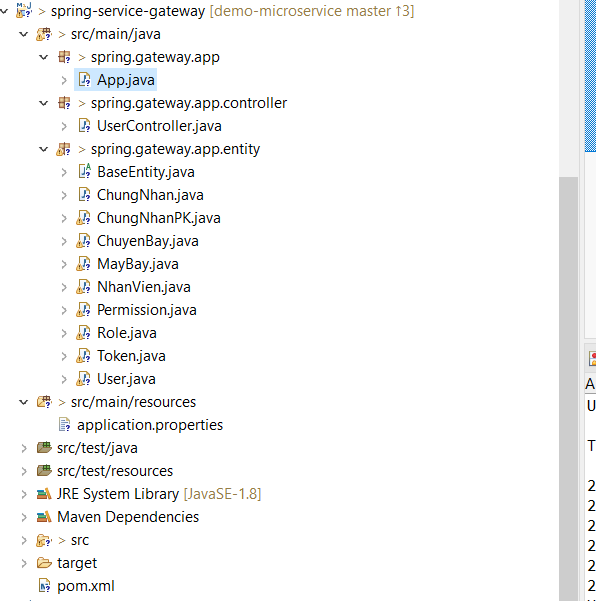 > spring-service-gateway [demo-microservice master ↑3]
> src/main/java
> spring.gateway.app
App.java
> spring.gateway.app.controller
UserController.java
> spring.gateway.app.entity
BaseEntity.java
ChungNhan.java
ChungNhanPK.java
ChuyenBay.java
MayBay.java
NhanVien.java
Permission.java
Role.java
Token.java
User.java
> src/main/resources
application.properties
src/test/java
src/test/resources
JRE System Library [JavaSE-1.8]
Maven Dependencies
> src
target
pom.xml
A
U
T
2
2
2
2
2
2